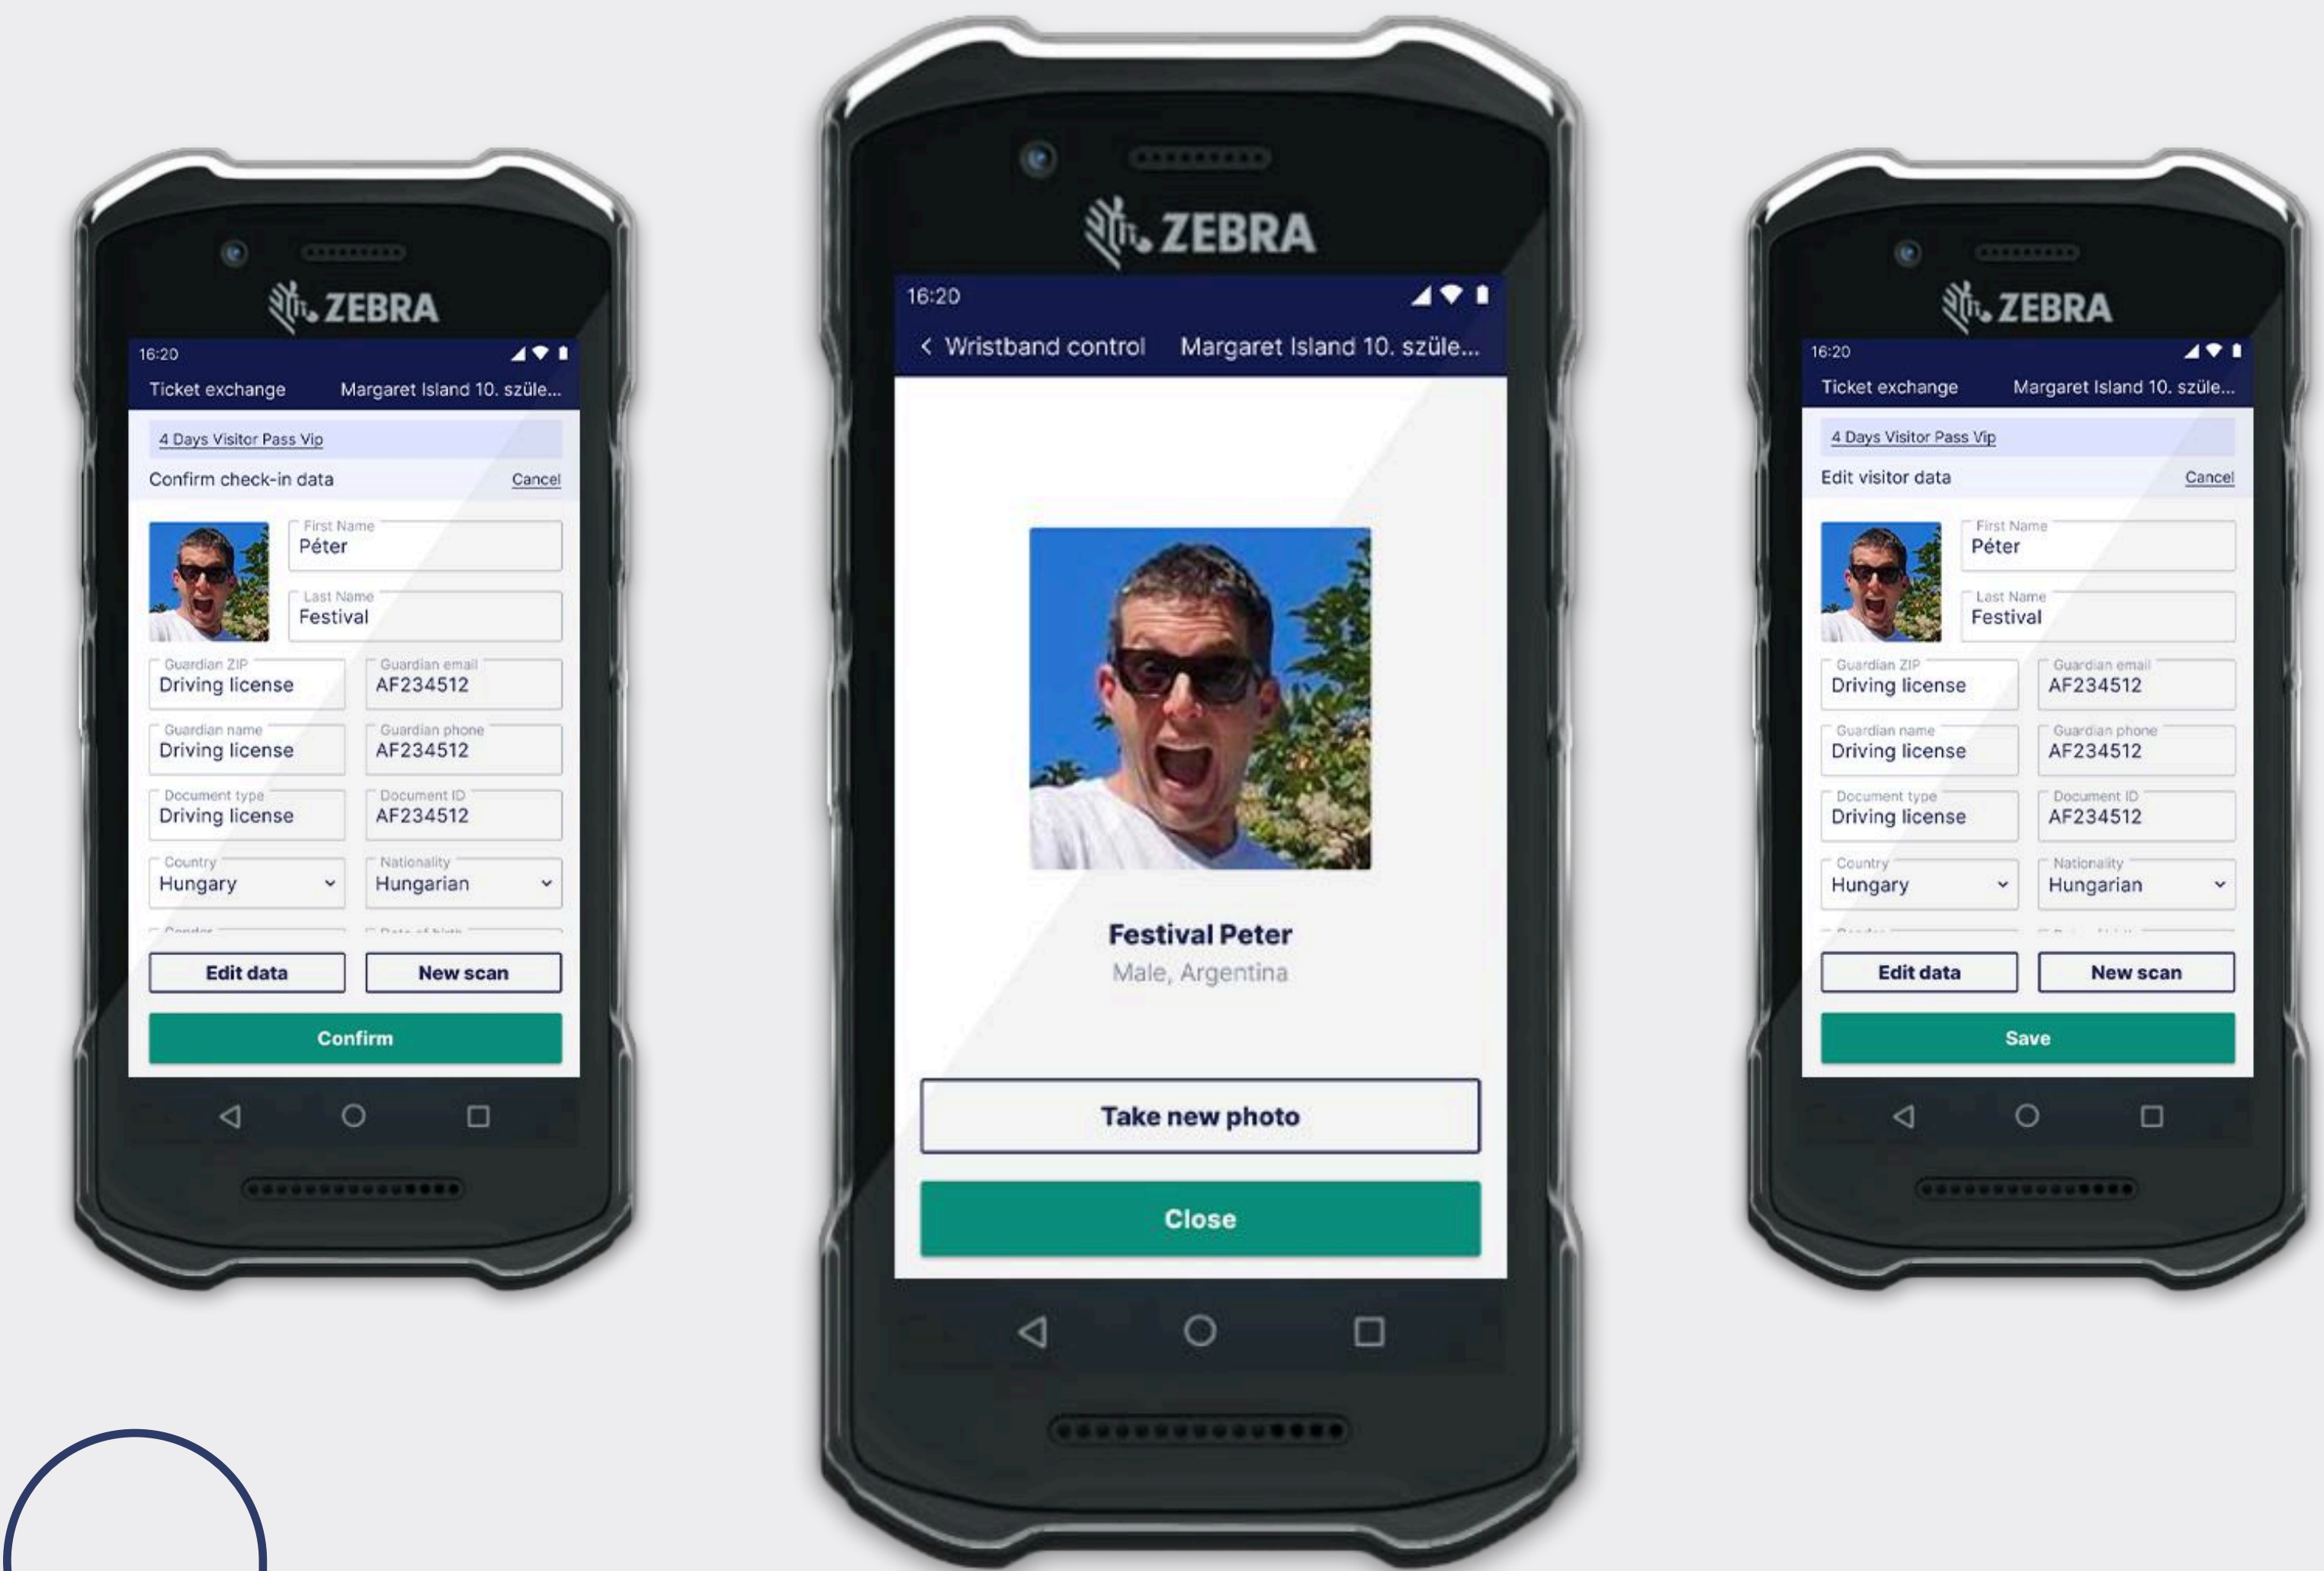 ZEBRA
16:20
Ticket exchange Margaret Island 10. szüle...
4 Days Visitor Pass Vip
Confirm check-in data Cancel
First Name
Péter
Last Name
Festival
Guardian ZIP Guardian email
Driving license AF234512
Guardian name Guardian phone
Driving license AF234512
Document type Document ID
Driving license AF234512
Country Nationality
Hungary Hungarian
Gender Date of birth
Edit data New scan
Confirm
ZEBRA
16:20
< Wristband control Margaret Island 10. szüle...
Festival Peter
Male, Argentina
Take new photo
Close
ZEBRA
16:20
Ticket exchange Margaret Island 10. szüle...
4 Days Visitor Pass Vip
Edit visitor data Cancel
First Name
Péter
Last Name
Festival
Guardian ZIP Guardian email
Driving license AF234512
Guardian name Guardian phone
Driving license AF234512
Document type Document ID
Driving license AF234512
Country Nationality
Hungary Hungarian
Edit data New scan
Save